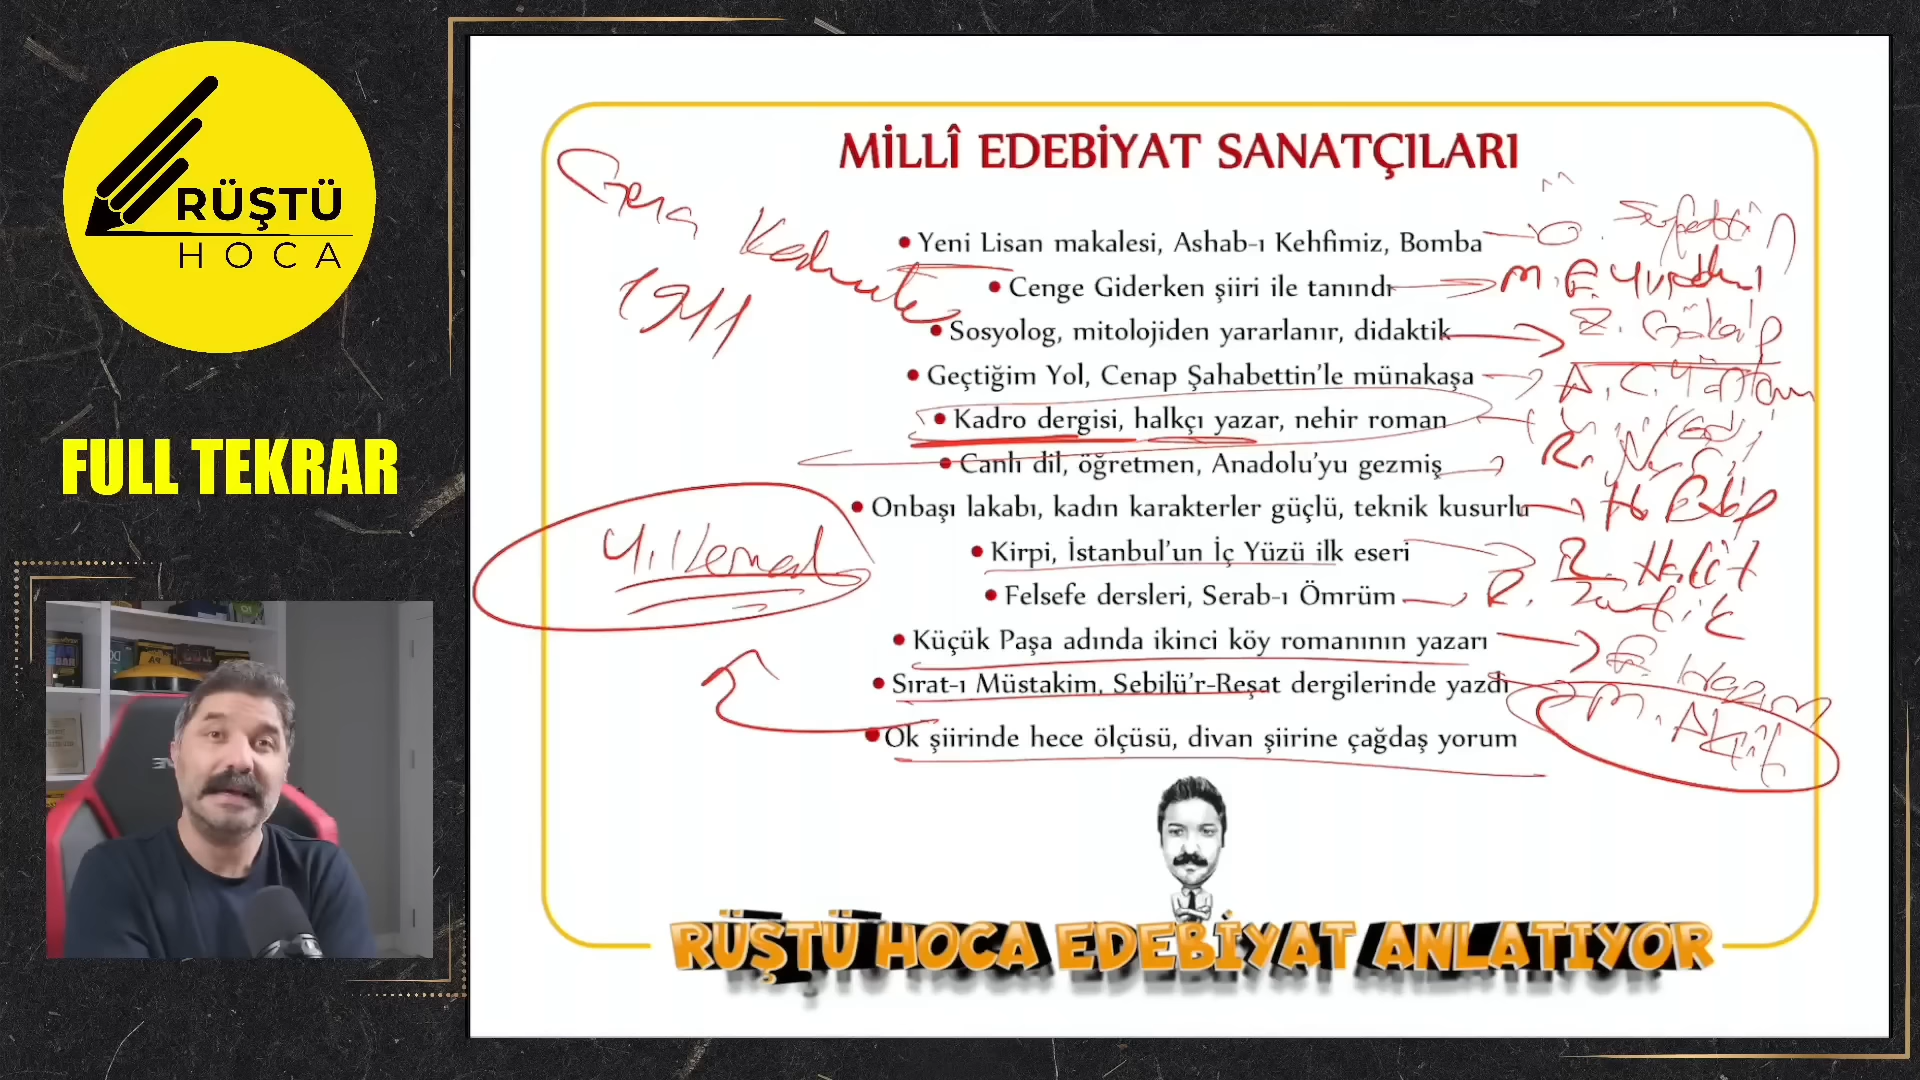 RÜŞTÜ
HOCA
FULL TEKRAR
MİLLÎ EDEBİYAT SANATÇILARI
1911
• Yeni Lisan makalesi, Ashab-ı Kehfimiz, Bomba
Ö. Seyfettin
• Cenge Giderken şiiri ile tanındı
M. E. Yurdakul
• Sosyolog, mitolojiden yararlanır, didaktik
Z. Gökalp
• Geçtiğim Yol, Cenap Şahabettin'le münakaşa
A. C. Yöntem
• Kadro dergisi, halkçı yazar, nehir roman
• Canlı dil, öğretmen, Anadolu'yu gezmiş
R. N. G.
• Onbaşı lakabı, kadın karakterler güçlü, teknik kusurlu
H. Edip
Y. Kemal
• Kirpi, İstanbul'un İç Yüzü ilk eseri
R. Halit
• Felsefe dersleri, Serab-ı Ömrüm
R. Tevfik
• Küçük Paşa adında ikinci köy romanının yazarı
E. Hazım
• Sırat-ı Müstakim, Sebilü'r-Reşat dergilerinde yazdı
M. Akif
• Ok şiirinde hece ölçüsü, divan şiirine çağdaş yorum
RÜŞTÜ HOCA EDEBİYAT ANLATIYOR